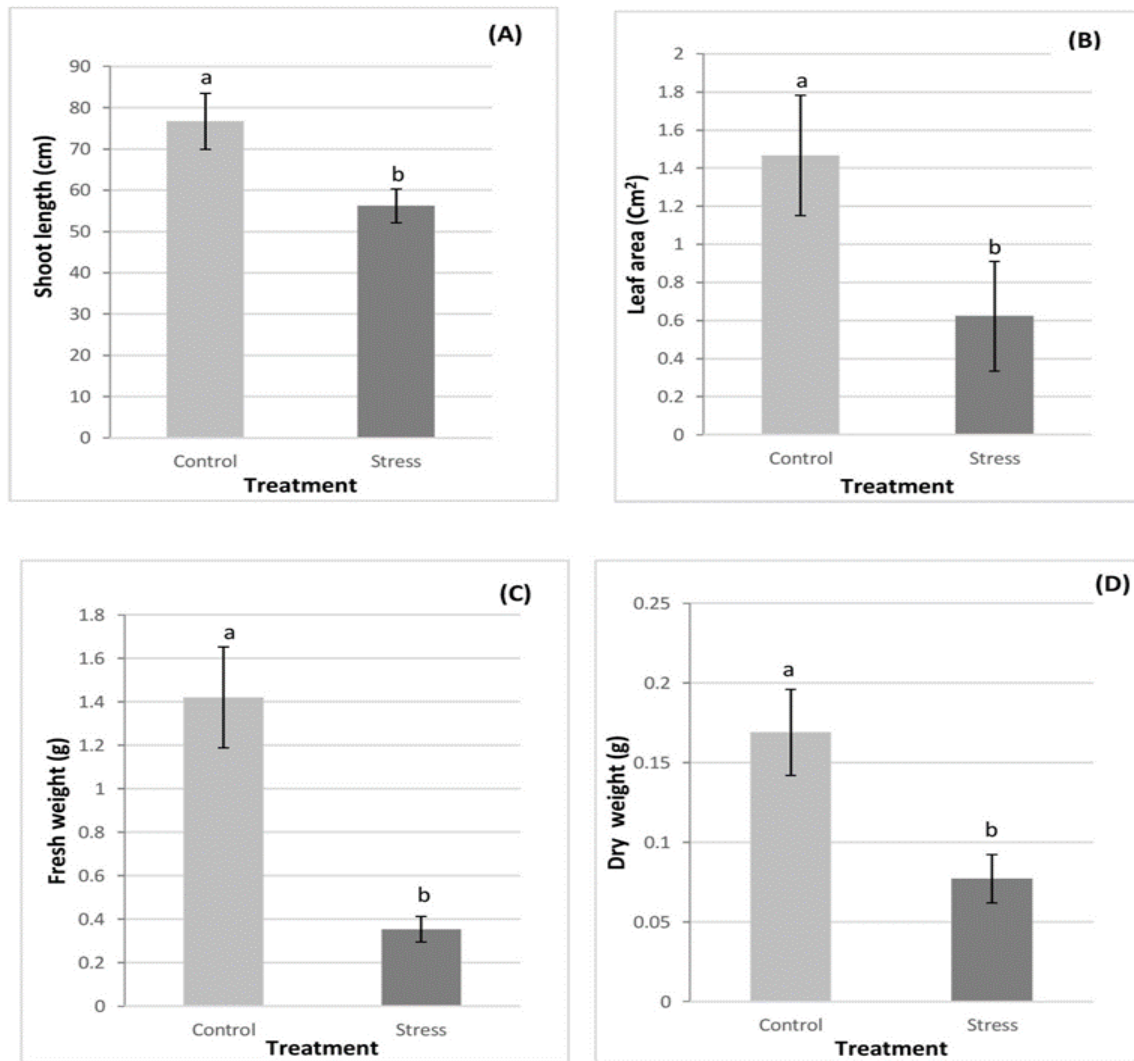 (A)
90
80
70
60
50
40
30
20
10
0
Shoot length (cm)
a
b
Control Stress
Treatment
(B)
2
1.8
1.6
1.4
1.2
1
0.8
0.6
0.4
0.2
0
Leaf area (Cm²)
a
b
Control Stress
Treatment
(C)
1.8
1.6
1.4
1.2
1
0.8
0.6
0.4
0.2
0
Fresh weight (g)
a
b
Control Stress
Treatment
(D)
0.25
0.2
0.15
0.1
0.05
0
Dry weight (g)
a
b
Control Stress
Treatment